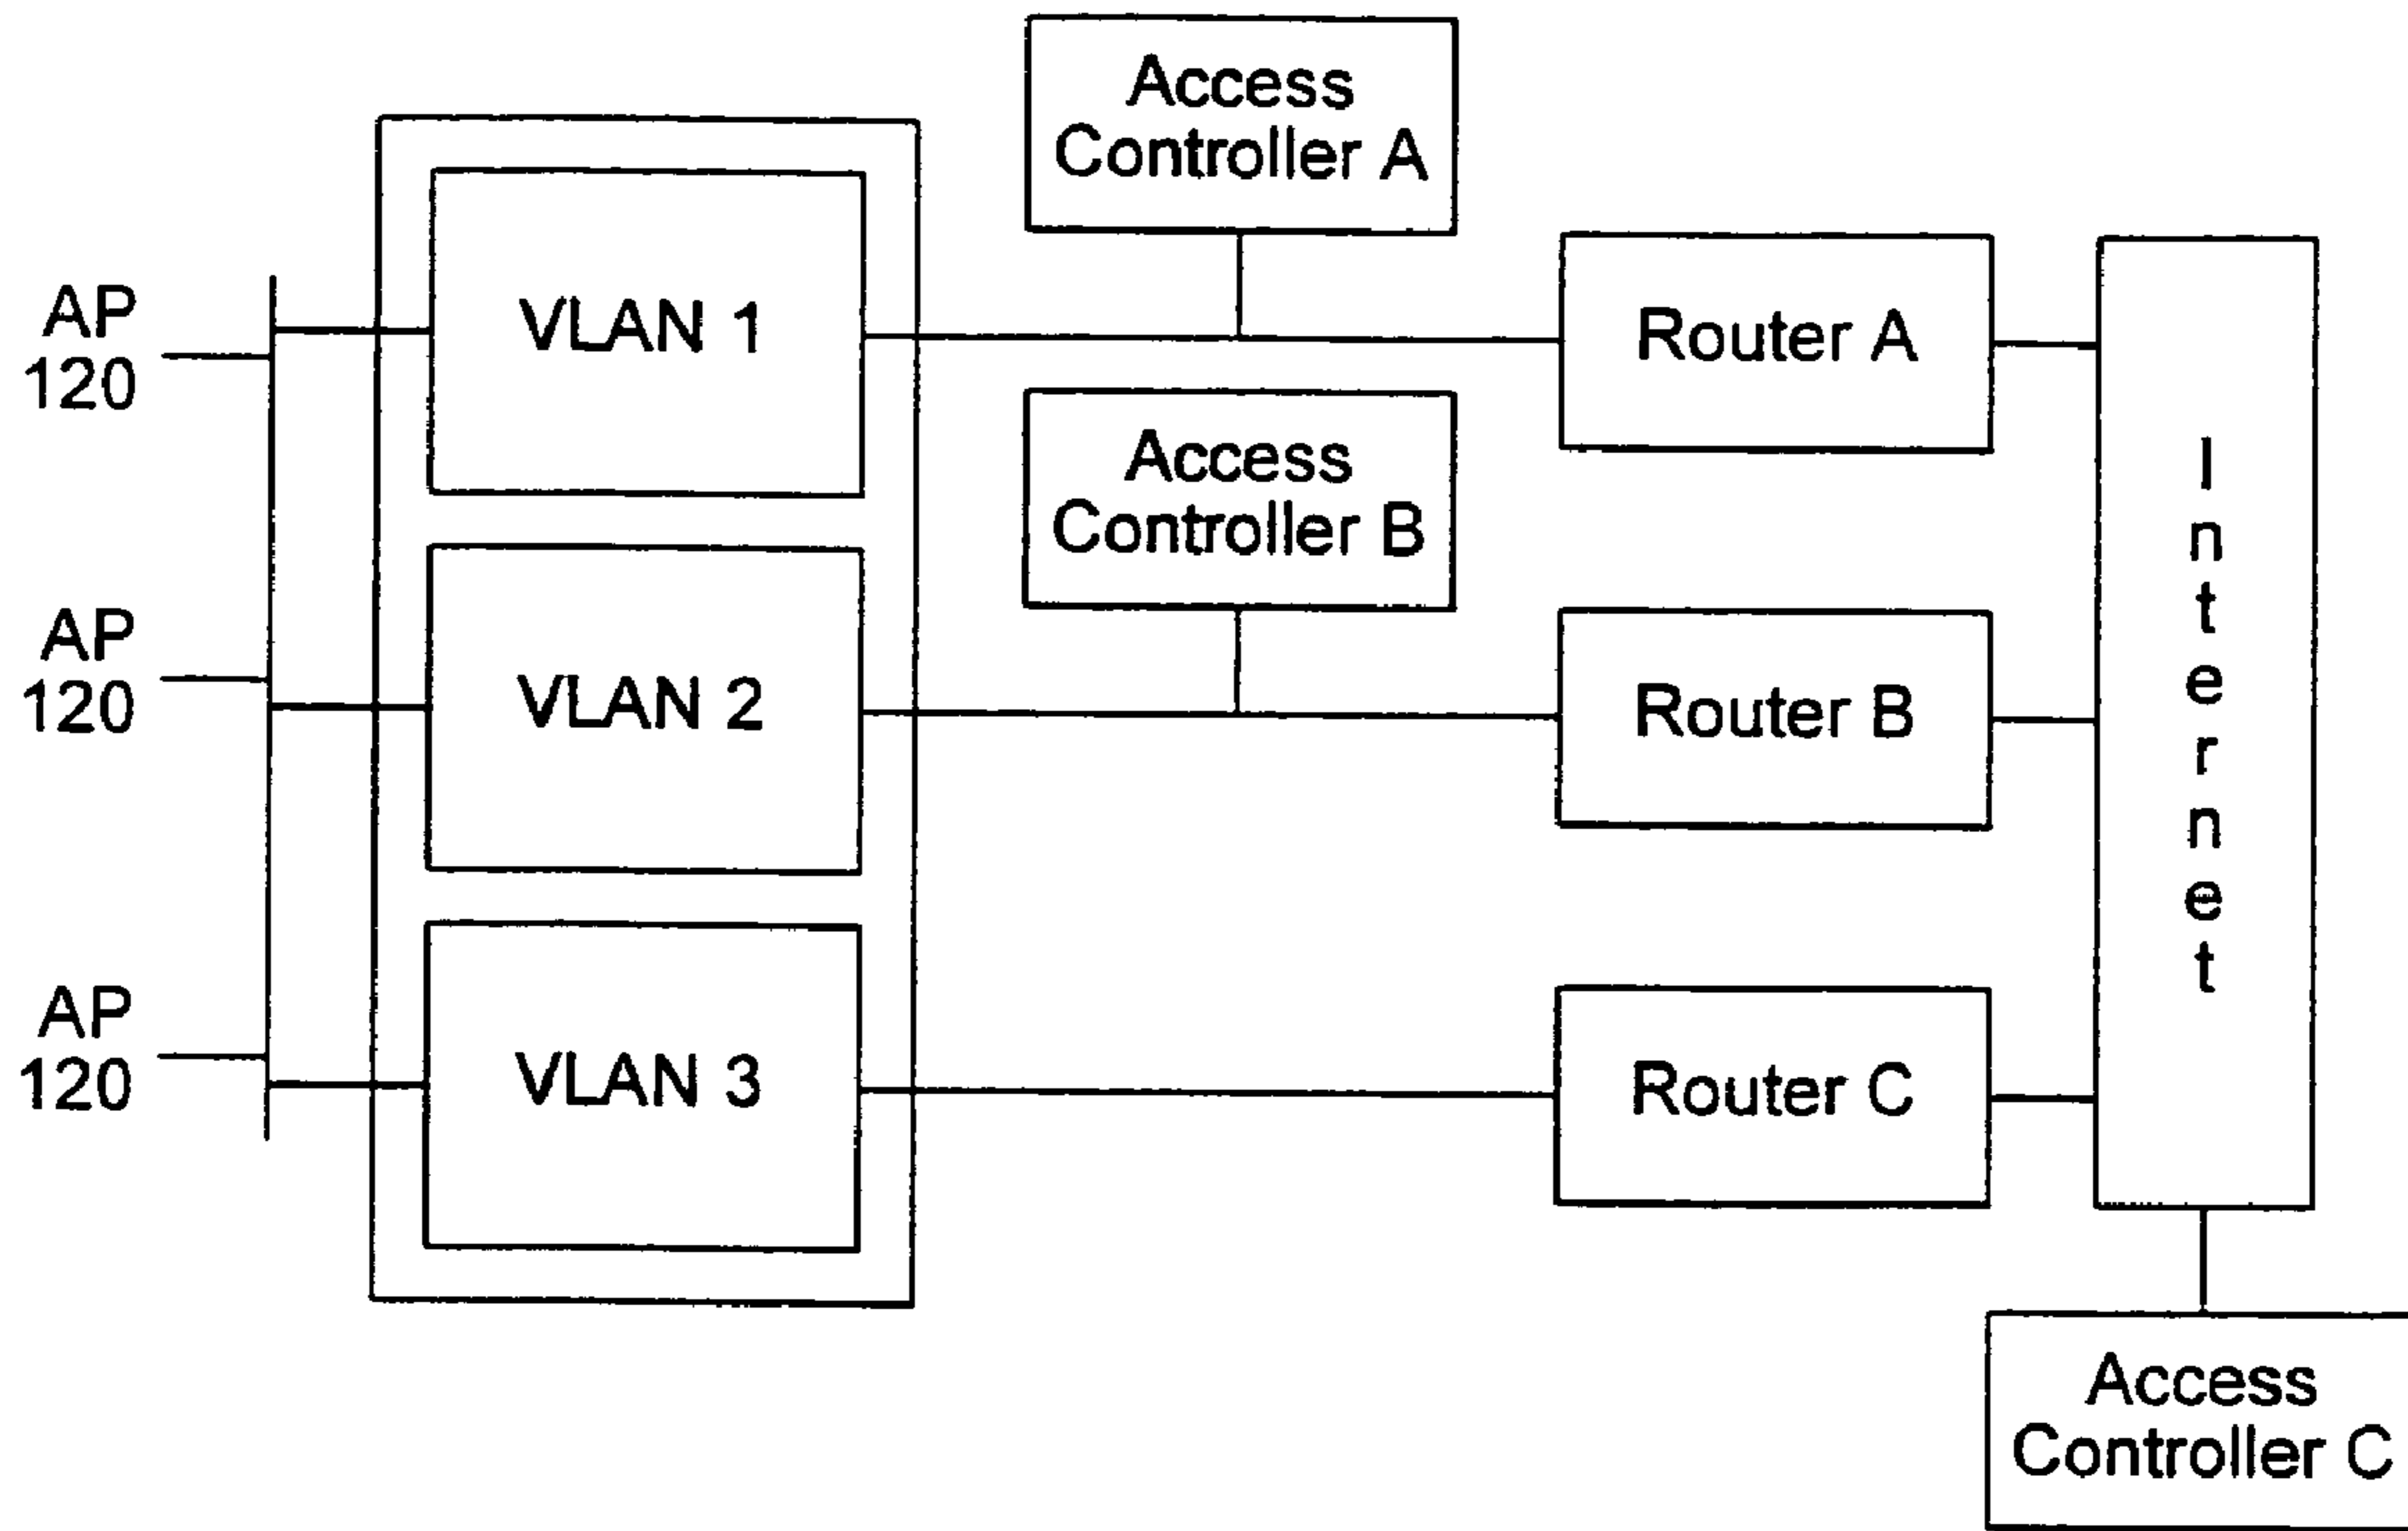 Access
Controller A
AP
120
VLAN 1
Router A
Access
Controller B
AP
120
VLAN 2
Router B
Internet
AP
120
VLAN 3
Router C
Access
Controller C